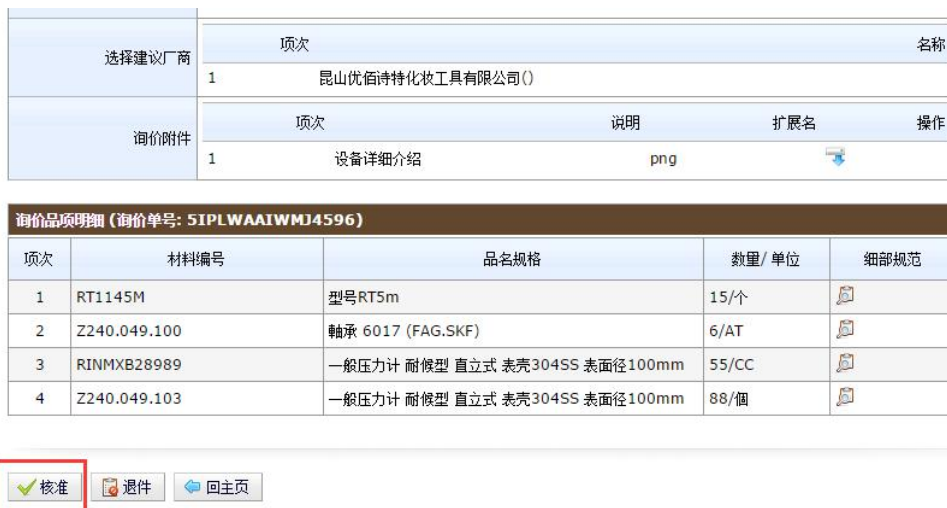 选择建议厂商
项次 名称
1 昆山优佰诗特化妆工具有限公司()
询价附件
项次 说明 扩展名 操作
1 设备详细介绍 png
询价品项明细 (询价单号: 5IPLWAAIWMJ4596)
项次 材料编号 品名规格 数量/ 单位 细部规范
1 RT1145M 型号RT5m 15/个
2 Z240.049.100 軸承 6017 (FAG.SKF) 6/AT
3 RINMXB28989 一般压力计 耐候型 直立式 表壳304SS 表面径100mm 55/CC
4 Z240.049.103 一般压力计 耐候型 直立式 表壳304SS 表面径100mm 88/個
核准 退件 回主页